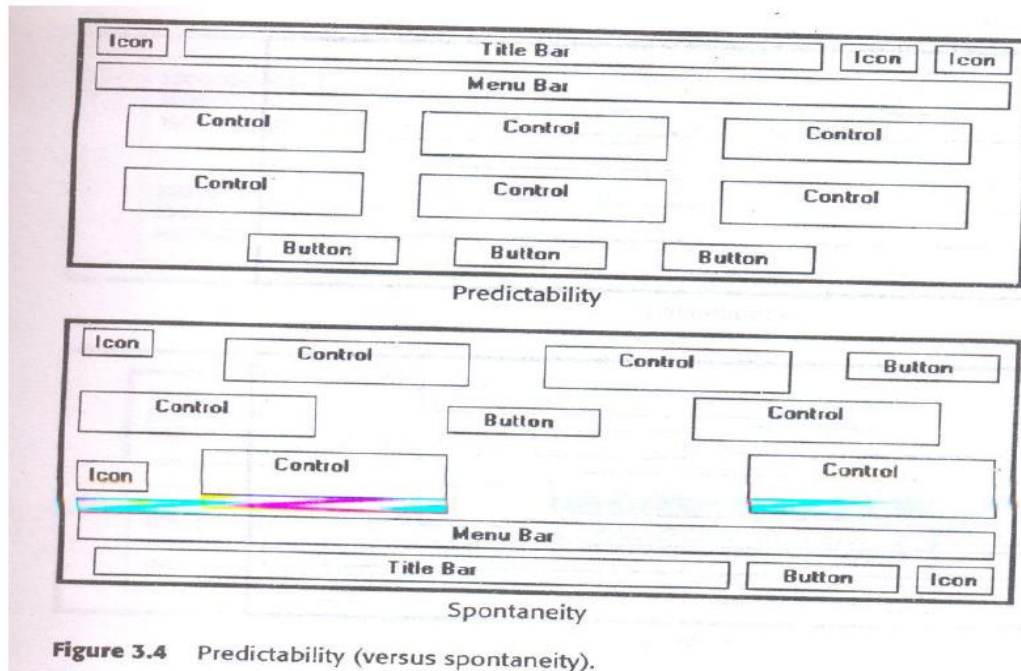 Icon Title Bar Icon Icon
Menu Bar
Control Control Control
Control Control Control
Button Button Button
Predictability
Icon Control Control Button
Control Button Control
Icon Control Control
Menu Bar
Title Bar Button Icon
Spontaneity
Figure 3.4 Predictability (versus spontaneity).